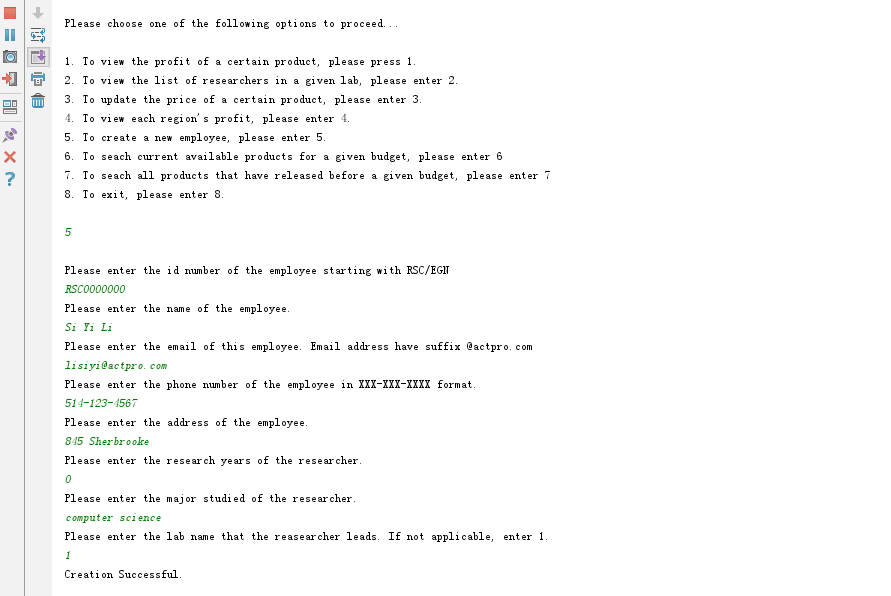 Please choose one of the following options to proceed...
1. To view the profit of a certain product, please press 1.
2. To view the list of researchers in a given lab, please enter 2.
3. To update the price of a certain product, please enter 3.
4. To view each region's profit, please enter 4.
5. To create a new employee, please enter 5.
6. To seach current available products for a given budget, please enter 6
7. To seach all products that have released before a given budget, please enter 7
8. To exit, please enter 8.
5
Please enter the id number of the employee starting with RSC/EGN
RSC0000000
Please enter the name of the employee.
Si Yi Li
Please enter the email of this employee. Email address have suffix @actpro.com
lisiyi@actpro.com
Please enter the phone number of the employee in XXX-XXX-XXXX format.
514-123-4567
Please enter the address of the employee.
845 Sherbrooke
Please enter the research years of the researcher.
0
Please enter the major studied of the researcher.
computer science
Please enter the lab name that the reasearcher leads. If not applicable, enter 1.
1
Creation Successful.